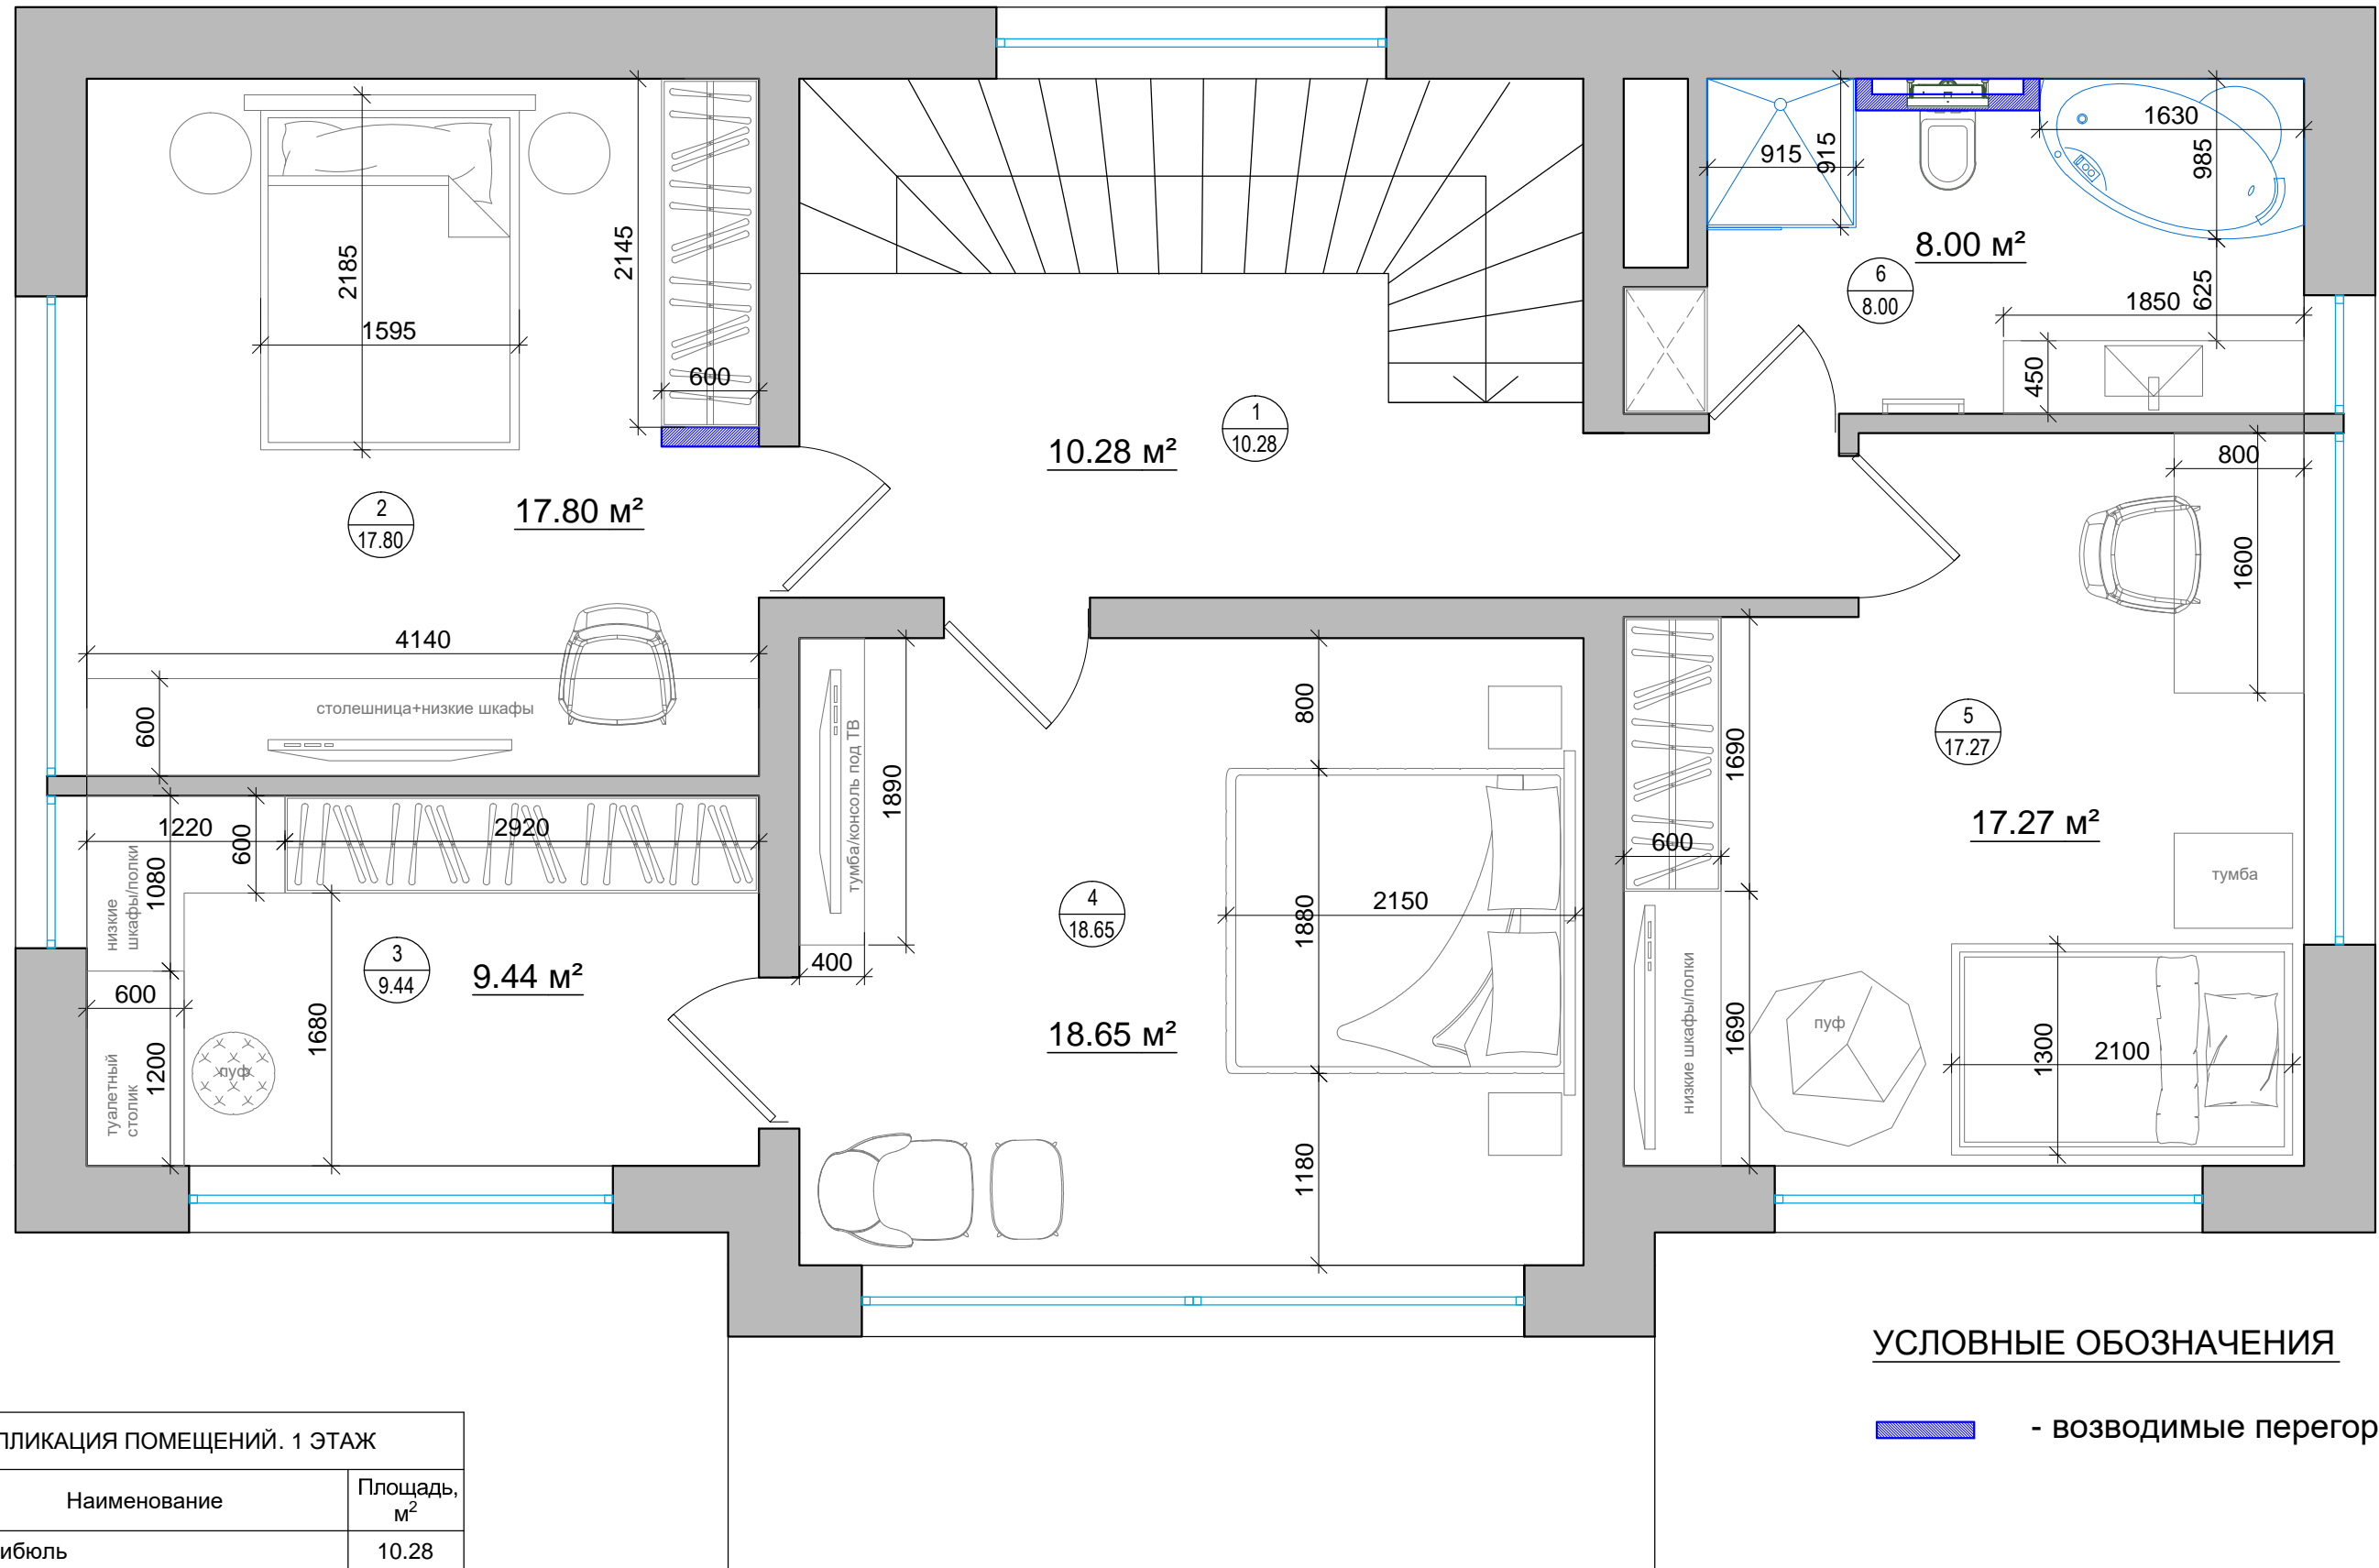 2185
1595
2145
600
2
17.80
17.80 м²
4140
600
столешница+низкие шкафы
1
10.28
10.28 м²
915
915
1630
985
8.00 м²
6
8.00
625
1850
450
800
1600
1220
600
2920
1080
низкие
шкафы/полки
3
9.44
9.44 м²
600
1680
1200
туалетный
столик
пуф
тумба/консоль под ТВ
1890
400
800
4
18.65
18.65 м²
1880
2150
1180
1690
600
5
17.27
17.27 м²
тумба
низкие шкафы/полки
1690
пуф
1300
2100
УСЛОВНЫЕ ОБОЗНАЧЕНИЯ
- возводимые перегор
ПЛИКАЦИЯ ПОМЕЩЕНИЙ. 1 ЭТАЖ
Наименование
Площадь,
м²
ибюль
10.28